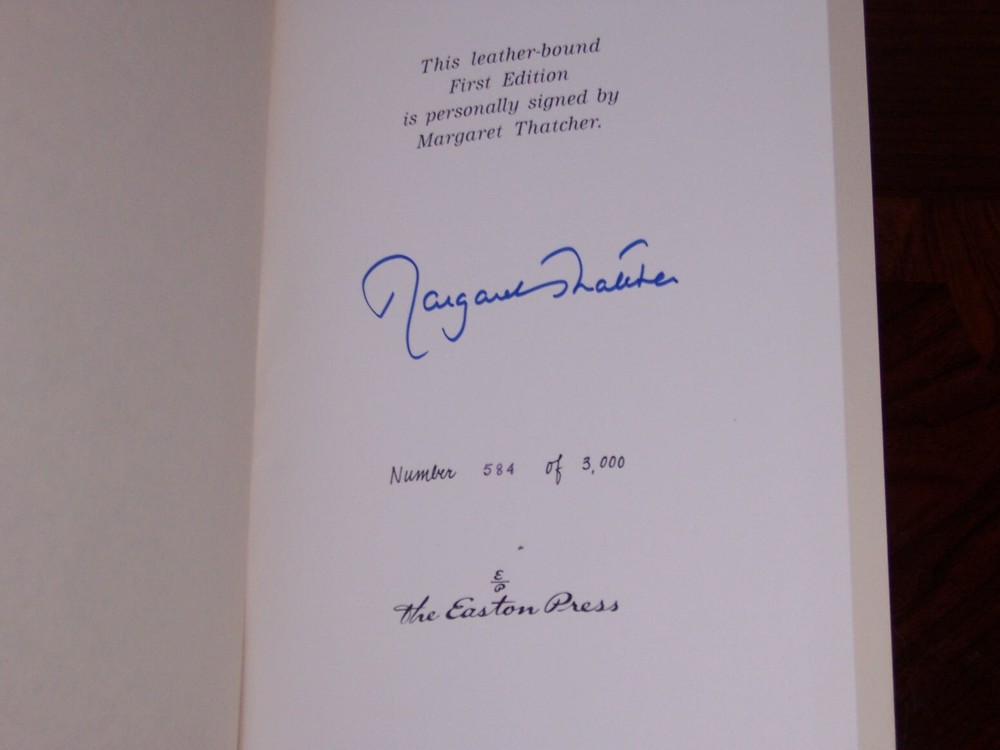 This leather-bound
First Edition
is personally signed by
Margaret Thatcher.
Margaret Thatcher
Number 584 of 3,000
E
P
the Easton Press